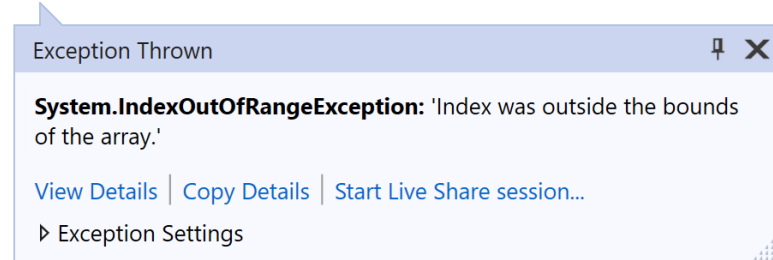 Exception Thrown
System.IndexOutOfRangeException: 'Index was outside the bounds
of the array.'
View Details | Copy Details | Start Live Share session...
Exception Settings